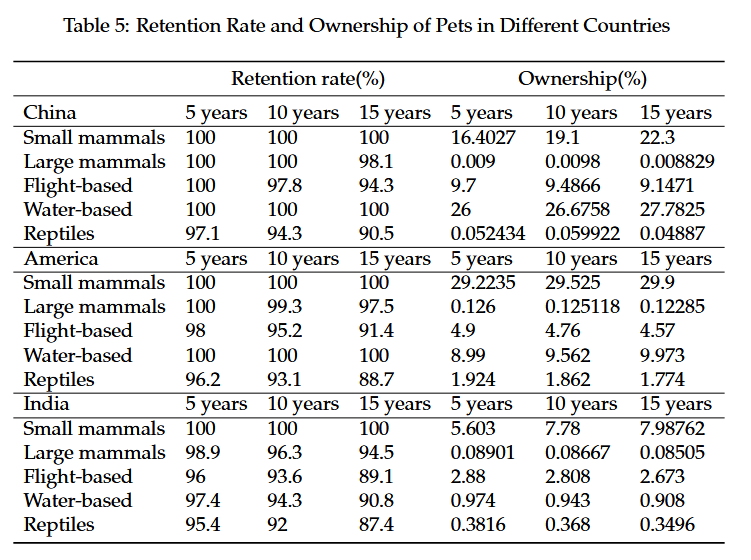 Table 5: Retention Rate and Ownership of Pets in Different Countries
Retention rate(%) Ownership(%)
China 5 years 10 years 15 years 5 years 10 years 15 years
Small mammals 100 100 100 16.4027 19.1 22.3
Large mammals 100 100 98.1 0.009 0.0098 0.008829
Flight-based 100 97.8 94.3 9.7 9.4866 9.1471
Water-based 100 100 100 26 26.6758 27.7825
Reptiles 97.1 94.3 90.5 0.052434 0.059922 0.04887
America 5 years 10 years 15 years 5 years 10 years 15 years
Small mammals 100 100 100 29.2235 29.525 29.9
Large mammals 100 99.3 97.5 0.126 0.125118 0.12285
Flight-based 98 95.2 91.4 4.9 4.76 4.57
Water-based 100 100 100 8.99 9.562 9.973
Reptiles 96.2 93.1 88.7 1.924 1.862 1.774
India 5 years 10 years 15 years 5 years 10 years 15 years
Small mammals 100 100 100 5.603 7.78 7.98762
Large mammals 98.9 96.3 94.5 0.08901 0.08667 0.08505
Flight-based 96 93.6 89.1 2.88 2.808 2.673
Water-based 97.4 94.3 90.8 0.974 0.943 0.908
Reptiles 95.4 92 87.4 0.3816 0.368 0.3496